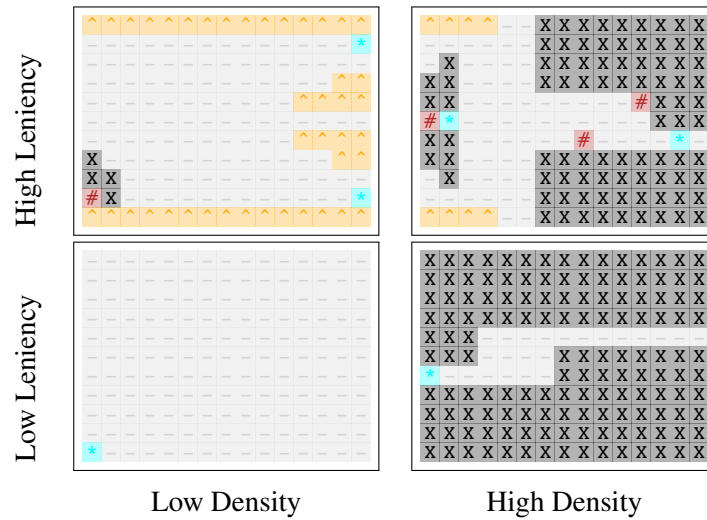 High Leniency
^ ^ ^ ^ ^ ^ ^ ^ ^ ^ ^ ^ ^ ^ ^
– – – – – – – – – – – – – – *
– – – – – – – – – – – – – – –
– – – – – – – – – – – – – ^ ^
– – – – – – – – – – – ^ ^ ^ ^
– – – – – – – – – – – – – – –
– – – – – – – – – – – ^ ^ ^ ^
X – – – – – – – – – – – – ^ ^
X X – – – – – – – – – – – – –
# X – – – – – – – – – – – – *
^ ^ ^ ^ ^ ^ ^ ^ ^ ^ ^ ^ ^ ^ ^
^ ^ ^ ^ – – X X X X X X X X X
– – – – – – X X X X X X X X X
– X – – – – X X X X X X X X X
X X – – – – X X X X X X X X X
X X – – – – – – – – – # X X X
# * – – – – – – – – – – X X X
X X – – – – – – # – – – – * –
X X – – – – X X X X X X X X X
– X – – – – X X X X X X X X X
– – – – – – X X X X X X X X X
^ ^ ^ ^ – – X X X X X X X X X
Low Leniency
– – – – – – – – – – – – – – –
– – – – – – – – – – – – – – –
– – – – – – – – – – – – – – –
– – – – – – – – – – – – – – –
– – – – – – – – – – – – – – –
– – – – – – – – – – – – – – –
– – – – – – – – – – – – – – –
– – – – – – – – – – – – – – –
– – – – – – – – – – – – – – –
– – – – – – – – – – – – – – –
* – – – – – – – – – – – – – –
X X X X X X X X X X X X X X X
X X X X X X X X X X X X X X X
X X X X X X X X X X X X X X X
X X X X X X X X X X X X X X X
X X X – – – – – – – – – – – –
X X X – – – – X X X X X X X X
* – – – – – – X X X X X X X X
X X X X X X X X X X X X X X X
X X X X X X X X X X X X X X X
X X X X X X X X X X X X X X X
X X X X X X X X X X X X X X X
Low Density
High Density